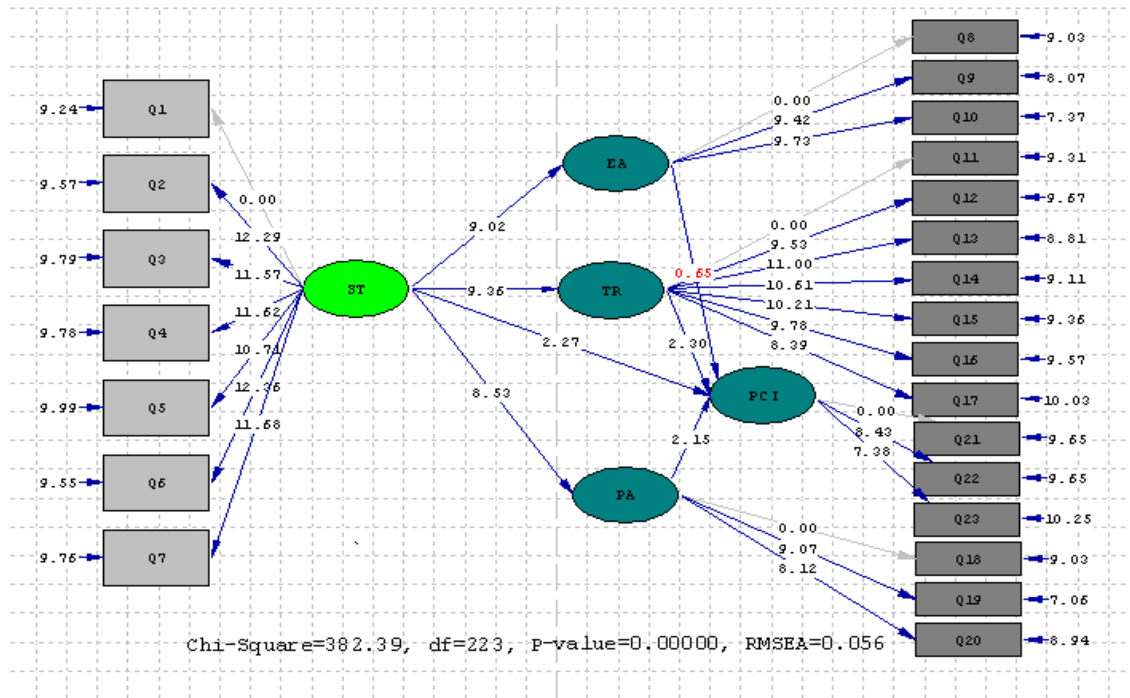 9.24 Q1
9.57 Q2
9.79 Q3
9.78 Q4
9.99 Q5
9.55 Q6
9.76 Q7
0.00
12.29
11.57
11.62
10.71
12.36
11.68
ST
9.02
9.36
2.27
8.53
EA
TR
PCI
PA
0.65
2.30
2.15
0.00
9.42
9.73
0.00
9.53
11.00
10.61
10.21
9.78
8.39
0.00
8.43
7.38
0.00
9.07
8.12
Q8 9.03
Q9 8.07
Q10 7.37
Q11 9.31
Q12 9.67
Q13 8.81
Q14 9.11
Q15 9.36
Q16 9.57
Q17 10.03
Q21 9.65
Q22 9.65
Q23 10.25
Q18 9.03
Q19 7.06
Q20 8.94
Chi-Square=382.39, df=223, P-value=0.00000, RMSEA=0.056